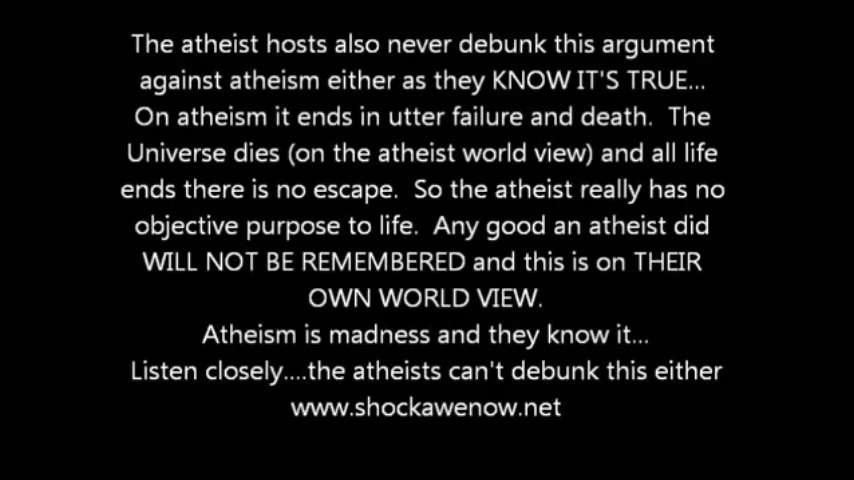 The atheist hosts also never debunk this argument
against atheism either as they KNOW IT'S TRUE...
On atheism it ends in utter failure and death.  The
Universe dies (on the atheist world view) and all life
ends there is no escape.  So the atheist really has no
objective purpose to life.  Any good an atheist did
WILL NOT BE REMEMBERED and this is on THEIR
OWN WORLD VIEW.
Atheism is madness and they know it...
Listen closely....the atheists can't debunk this either
www.shockawenow.net